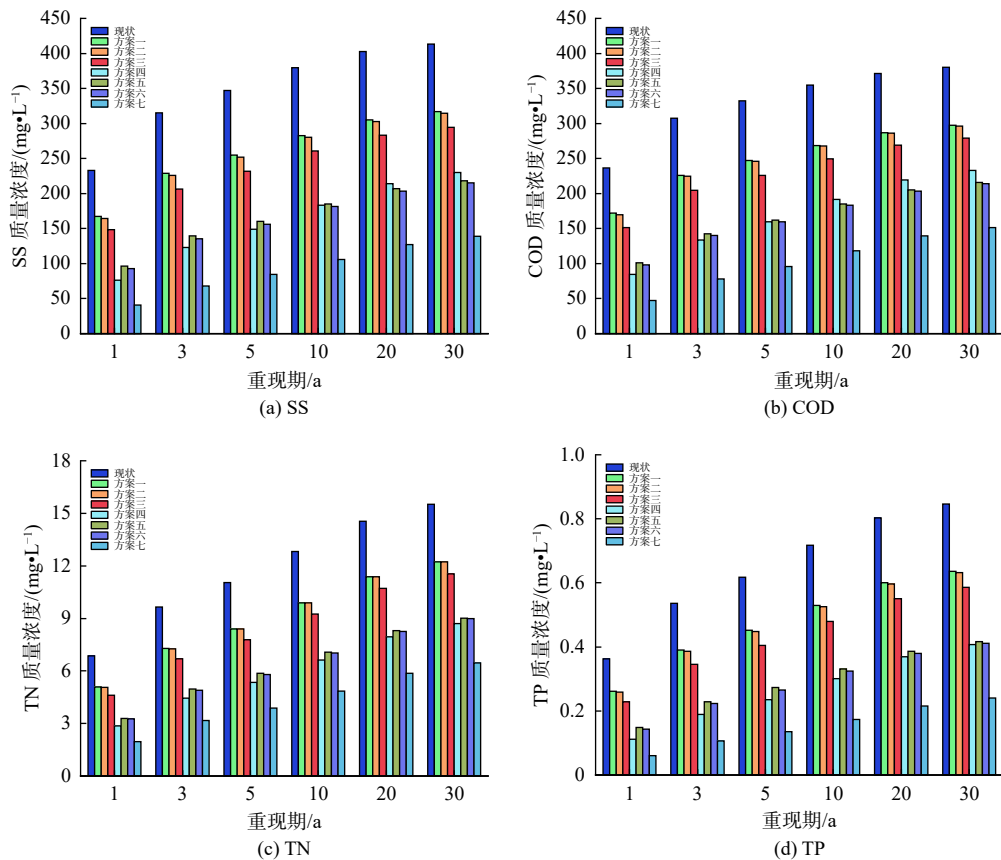 SS 质量浓度/(mg•L⁻¹)
450
400
350
300
250
200
150
100
50
0
现状
方案一
方案二
方案三
方案四
方案五
方案六
方案七
1 3 5 10 20 30
重现期/a
(a) SS
COD 质量浓度/(mg•L⁻¹)
450
400
350
300
250
200
150
100
50
0
现状
方案一
方案二
方案三
方案四
方案五
方案六
方案七
1 3 5 10 20 30
重现期/a
(b) COD
TN 质量浓度/(mg•L⁻¹)
18
15
12
9
6
3
0
现状
方案一
方案二
方案三
方案四
方案五
方案六
方案七
1 3 5 10 20 30
重现期/a
(c) TN
TP 质量浓度/(mg•L⁻¹)
1.0
0.8
0.6
0.4
0.2
0
现状
方案一
方案二
方案三
方案四
方案五
方案六
方案七
1 3 5 10 20 30
重现期/a
(d) TP